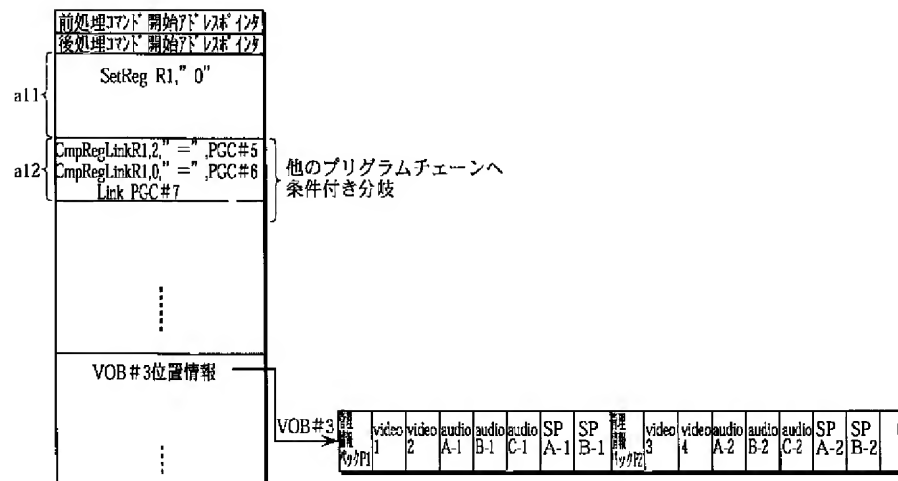 前処理コマンド開始アドレスポインタ
後処理コマンド開始アドレスポインタ
a11
SetReg R1,” 0”
a12
CmpRegLinkR1,2,” =” ,PGC#5
CmpRegLinkR1,0,” =” ,PGC#6
Link PGC#7
他のプリグラムチェーンへ
条件付き分岐
VOB#3位置情報
VOB#3
管理情報パックP1
video 1
video 2
audio A-1
audio B-1
audio C-1
SP A-1
SP B-1
管理情報パックP2
video 3
video 4
audio A-2
audio B-2
audio C-2
SP A-2
SP B-2